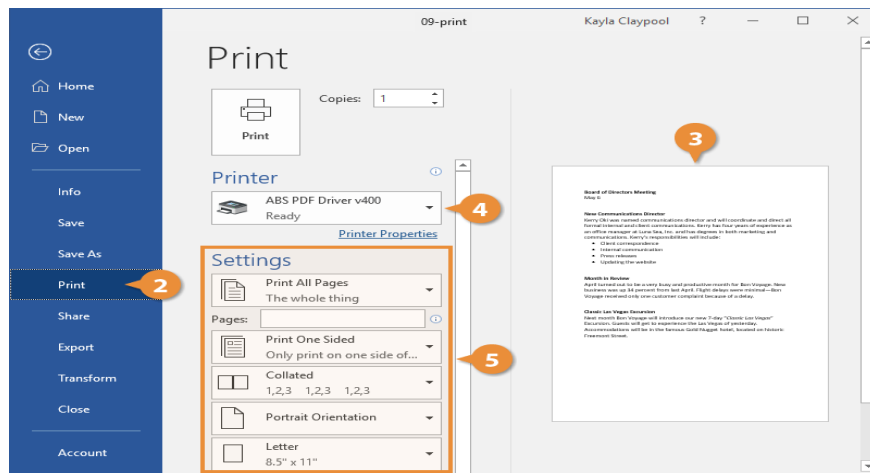 09-print
Kayla Claypool
?
Print
Home
New
Open
Info
Save
Save As
Print
Share
Export
Transform
Close
Account
2
Copies: 1
Print
Printer
ABS PDF Driver v400
Ready
4
Printer Properties
Settings
Print All Pages
The whole thing
Pages:
Print One Sided
Only print on one side of...
5
Collated
1,2,3 1,2,3 1,2,3
Portrait Orientation
Letter
8.5" x 11"
3
Board of Directors Meeting
May 6
New Communications Director
Kerry Oki was named communications director and will coordinate and direct all
formal internal and client communications. Kerry has four years of experience as
an office manager at Luna Sea, Inc. and has degrees in both marketing and
communications. Kerry's responsibilities will include:
• Client correspondence
• Internal communication
• Press releases
• Updating the website
Month in Review
April turned out to be a very busy and productive month for Bon Voyage. New
business was up 34 percent from last April. Flight delays were minimal—Bon
Voyage received only one customer complaint because of a delay.
Classic Las Vegas Excursion
Next month Bon Voyage will introduce our new 7-day "Classic Las Vegas"
Excursion. Guests will get to experience the Las Vegas of yesterday.
Accommodations will be in the famous Gold Nugget hotel, located on historic
Freemont Street.